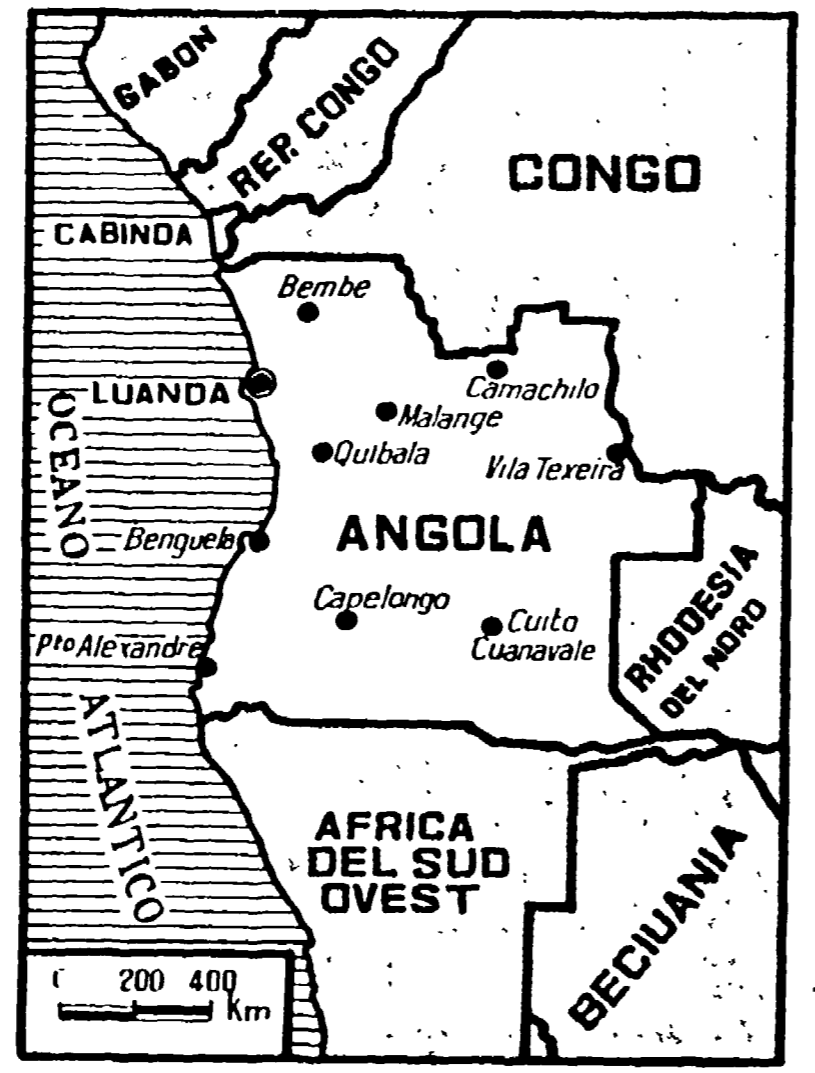 GABON
REP. CONGO
CONGO
CABINDA
Bembe
LUANDA
Camachilo
Malange
Quibala
Vila Texeira
OCEANO
ATLANTICO
Benguela
ANGOLA
Capelongo
Cuito
Cuanavale
Pto Alexandre
RHODESIA
DEL NORD
AFRICA
DEL SUD
OVEST
BECIUANIA
0 200 400
Km